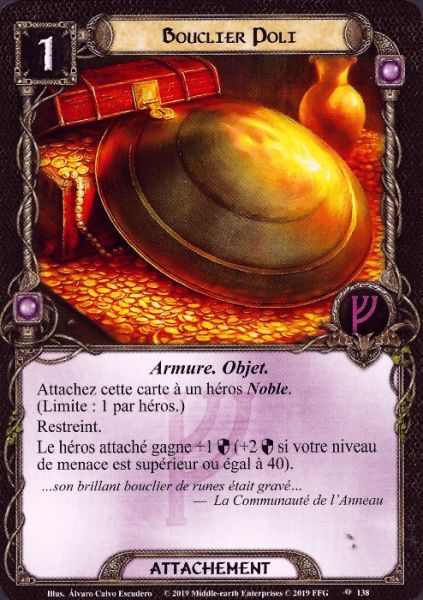 1
Bouclier Poli
Armure. Objet.
Attachez cette carte à un héros Noble.
(Limite : 1 par héros.)
Restreint.
Le héros attaché gagne +1 (+2 si votre niveau
de menace est supérieur ou égal à 40).
…son brillant bouclier de runes était gravé…
— La Communauté de l'Anneau
ATTACHEMENT
Illus. Álvaro Calvo Escudero © 2019 Middle-earth Enterprises © 2019 FFG 138